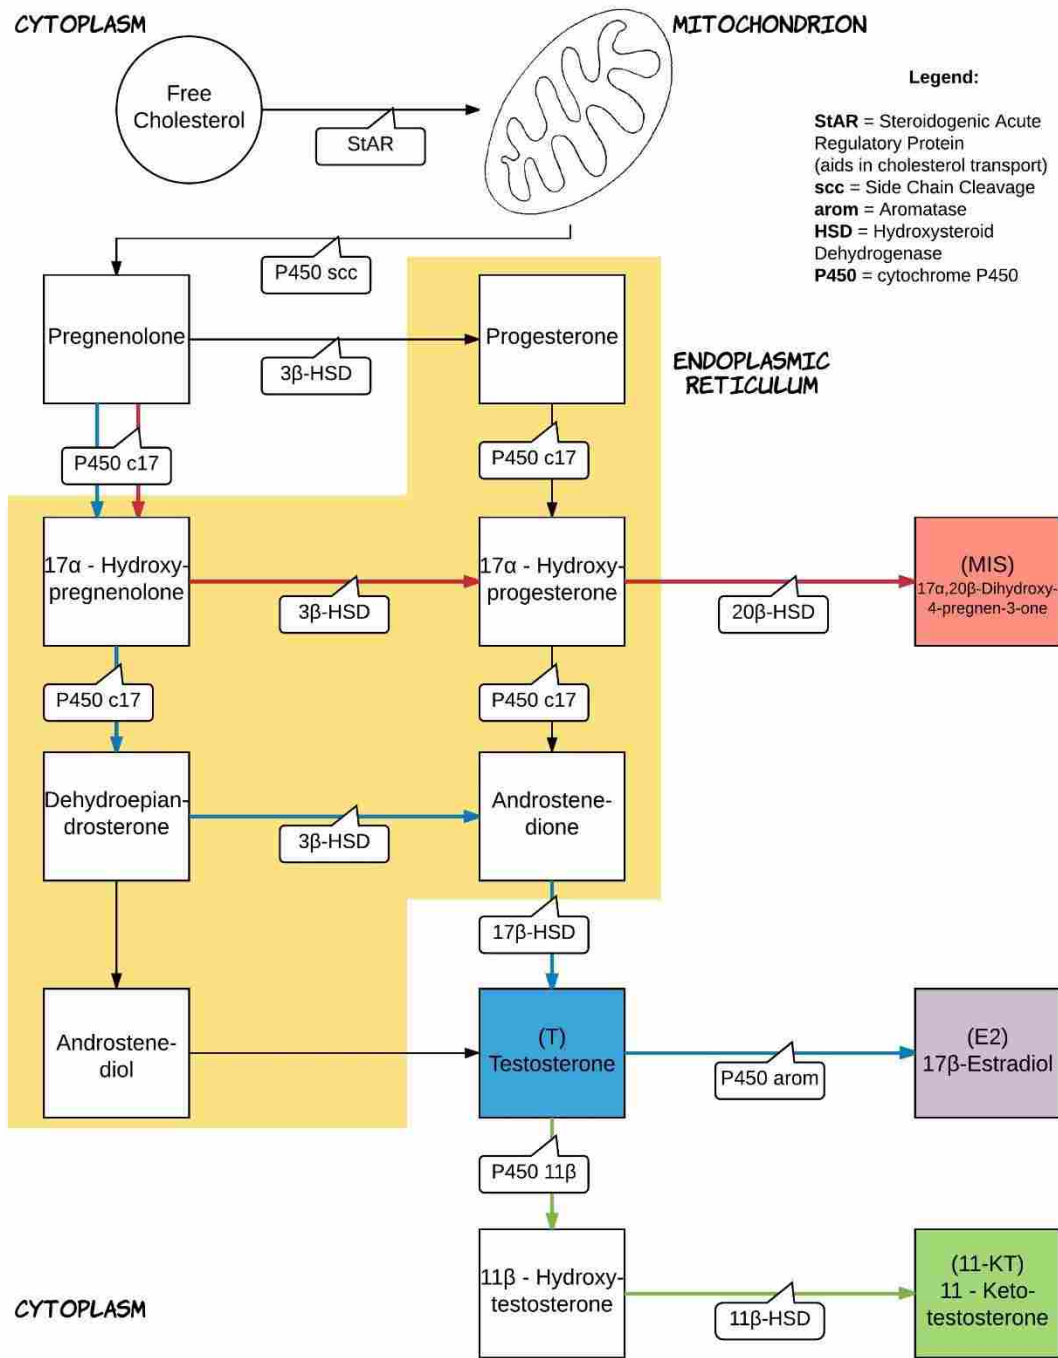 CYTOPLASM
MITOCHONDRION
Free
Cholesterol
StAR
Legend:
StAR = Steroidogenic Acute
Regulatory Protein
(aids in cholesterol transport)
scc = Side Chain Cleavage
arom = Aromatase
HSD = Hydroxysteroid
Dehydrogenase
P450 = cytochrome P450
P450 scc
Pregnenolone
3β-HSD
Progesterone
ENDOPLASMIC
RETICULUM
P450 c17
P450 c17
17α - Hydroxy-
pregnenolone
3β-HSD
17α - Hydroxy-
progesterone
20β-HSD
(MIS)
17α,20β-Dihydroxy-
4-pregnen-3-one
P450 c17
P450 c17
Dehydroepian-
drosterone
3β-HSD
Androstene-
dione
17β-HSD
Androstene-
diol
(T)
Testosterone
P450 arom
(E2)
17β-Estradiol
P450 11β
11β - Hydroxy-
testosterone
11β-HSD
(11-KT)
11 - Keto-
testosterone
CYTOPLASM